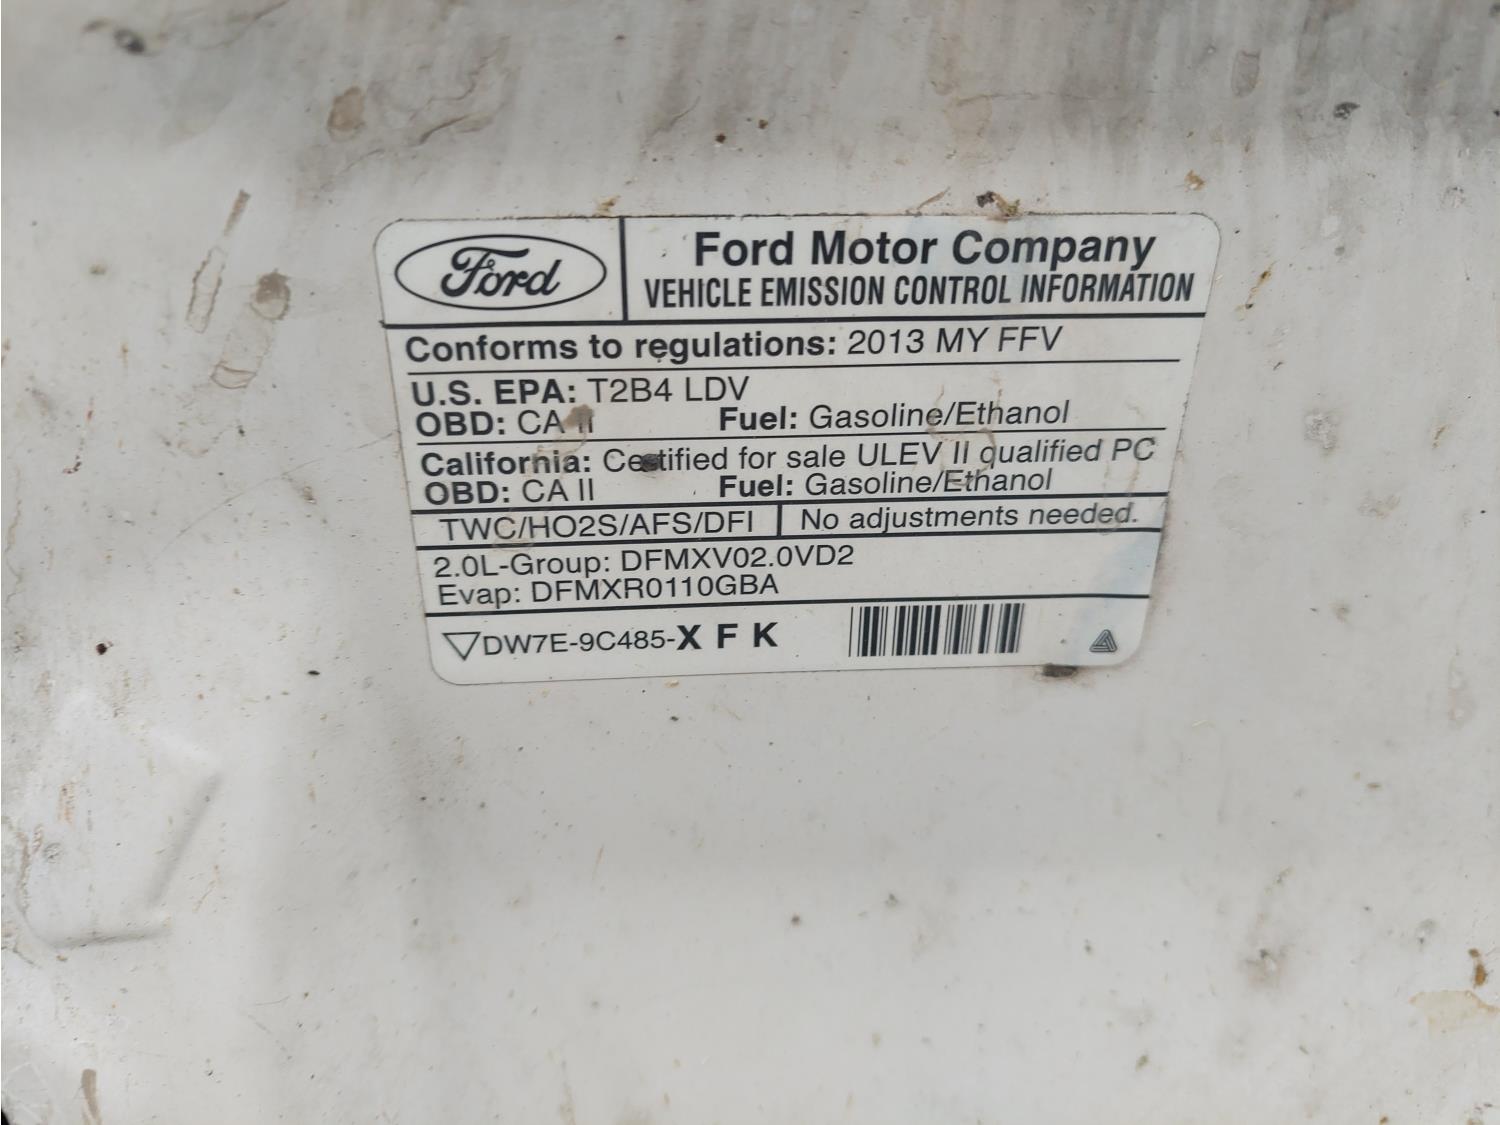 Ford
Ford Motor Company
VEHICLE EMISSION CONTROL INFORMATION
Conforms to regulations: 2013 MY FFV
U.S. EPA: T2B4 LDV
OBD: CA II Fuel: Gasoline/Ethanol
California: Certified for sale ULEV II qualified PC
OBD: CA II Fuel: Gasoline/Ethanol
TWC/HO2S/AFS/DFI No adjustments needed.
2.0L-Group: DFMXV02.0VD2
Evap: DFMXR0110GBA
DW7E-9C485-X F K